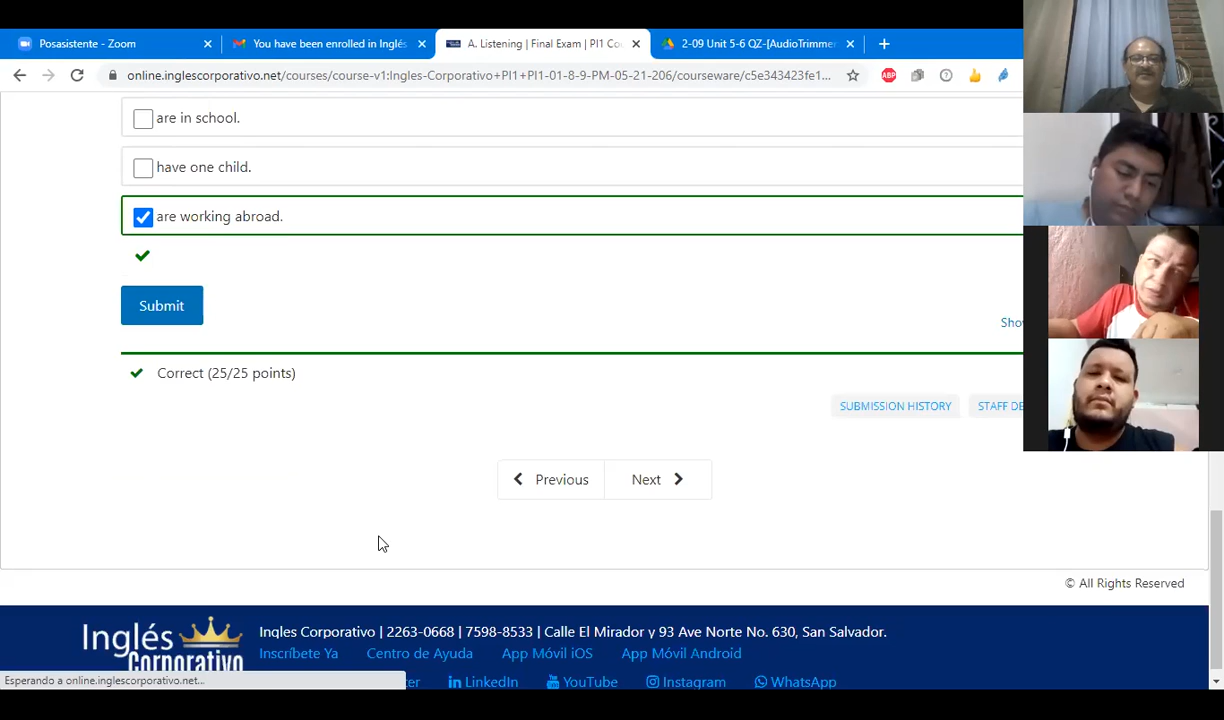 Posasistente - Zoom
You have been enrolled in Inglés
A. Listening | Final Exam | PI1 Co
2-09 Unit 5-6 QZ-[AudioTrimmer
online.inglescorporativo.net/courses/course-v1:Ingles-Corporativo+PI1+PI1-01-8-9-PM-05-21-206/courseware/c5e343423fe1...
ABP
are in school.
have one child.
are working abroad.
Submit
Sho
Correct (25/25 points)
SUBMISSION HISTORY
STAFF DE
Previous
Next
© All Rights Reserved
Inglés Corporativo
Ingles Corporativo | 2263-0668 | 7598-8533 | Calle El Mirador y 93 Ave Norte No. 630, San Salvador.
Inscríbete Ya Centro de Ayuda App Móvil iOS App Móvil Android
Esperando a online.inglescorporativo.net...
ter LinkedIn YouTube Instagram WhatsApp